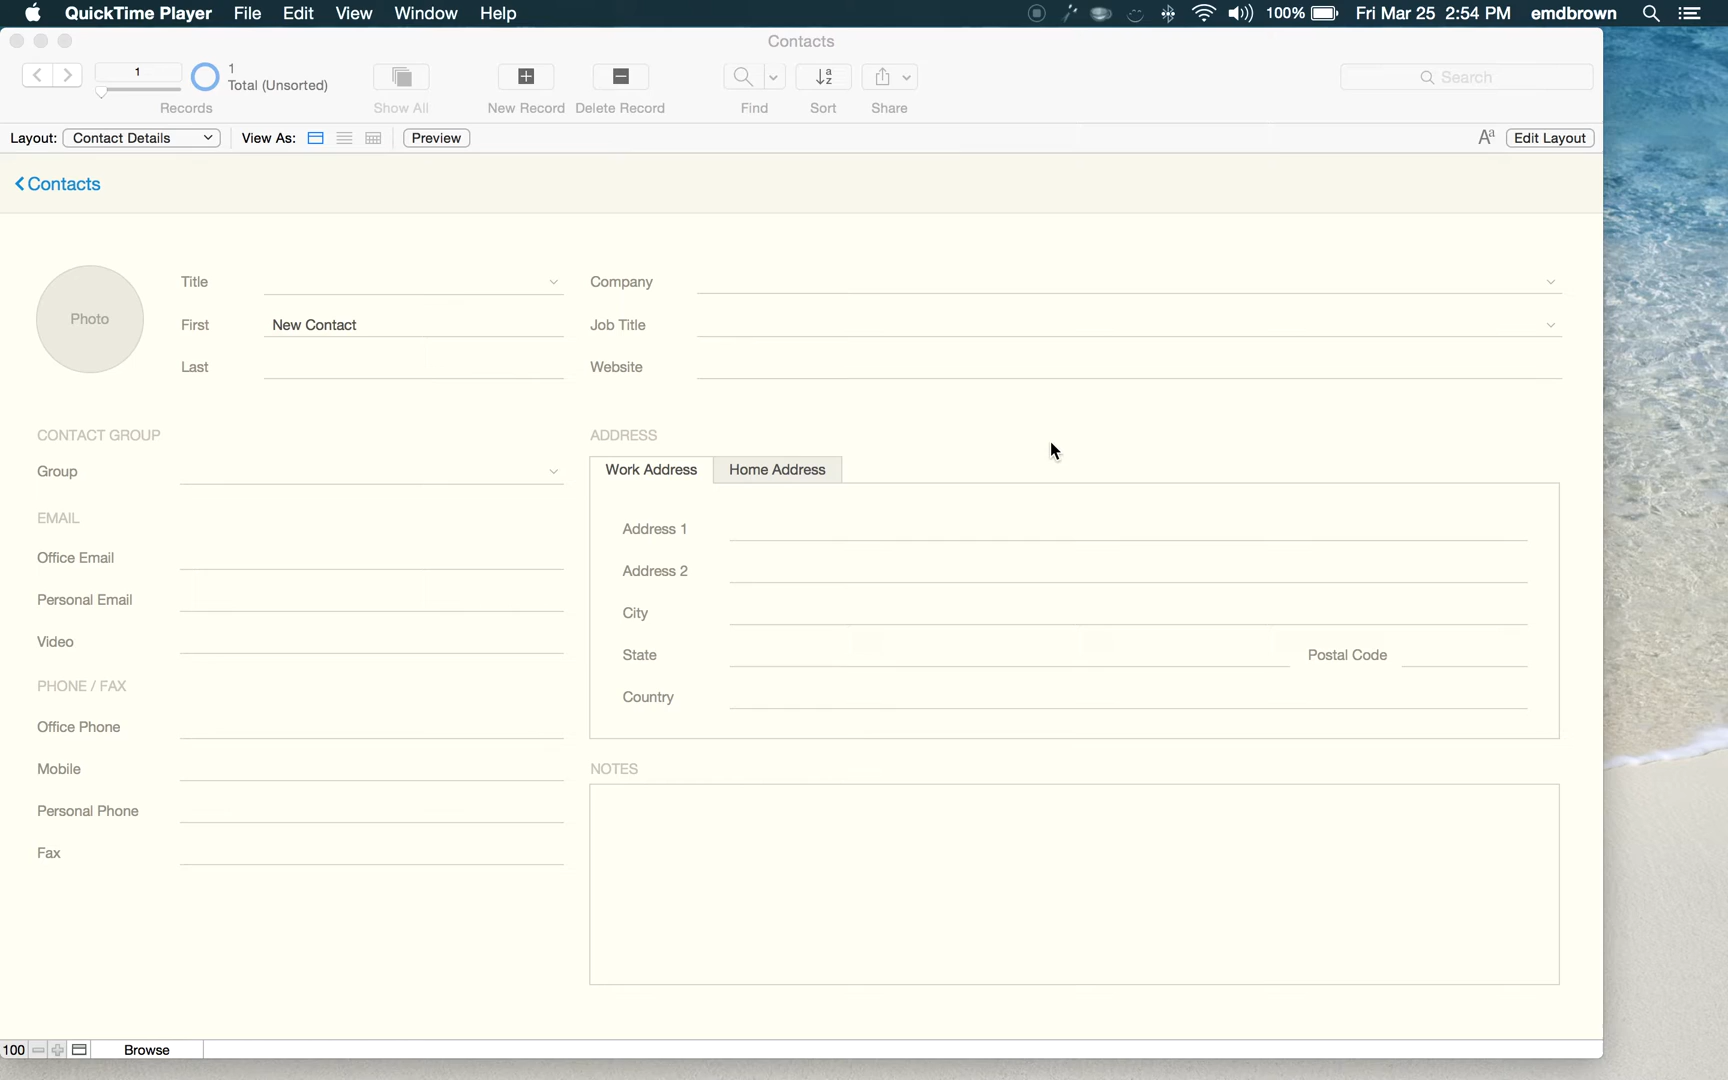 QuickTime Player File Edit View Window Help 100% Fri Mar 25 2:54 PM emdbrown
Contacts
1
1
Total (Unsorted)
Search
Records Show All New Record Delete Record Find Sort Share
Layout: Contact Details View As: Preview Aa Edit Layout
Contacts
Photo
Title
First New Contact
Last
Company
Job Title
Website
CONTACT GROUP
Group
EMAIL
Office Email
Personal Email
Video
PHONE / FAX
Office Phone
Mobile
Personal Phone
Fax
ADDRESS
Work Address Home Address
Address 1
Address 2
City
State Postal Code
Country
NOTES
100 Browse